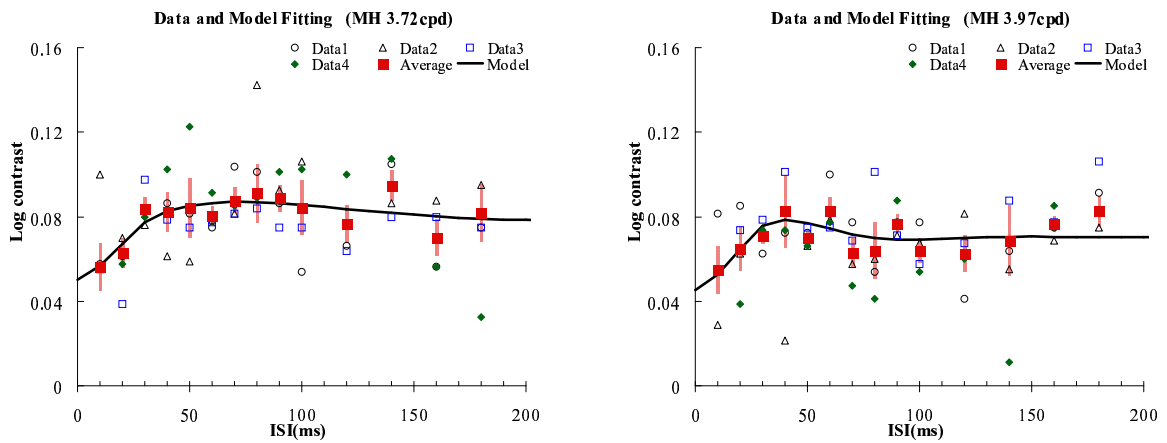 Data and Model Fitting (MH 3.72cpd)
0.16
0.12
0.08
0.04
0
Log contrast
Data1 Data2 Data3
Data4 Average Model
0 50 100 150 200
ISI(ms)
Data and Model Fitting (MH 3.97cpd)
0.16
0.12
0.08
0.04
0
Log contrast
Data1 Data2 Data3
Data4 Average Model
0 50 100 150 200
ISI(ms)